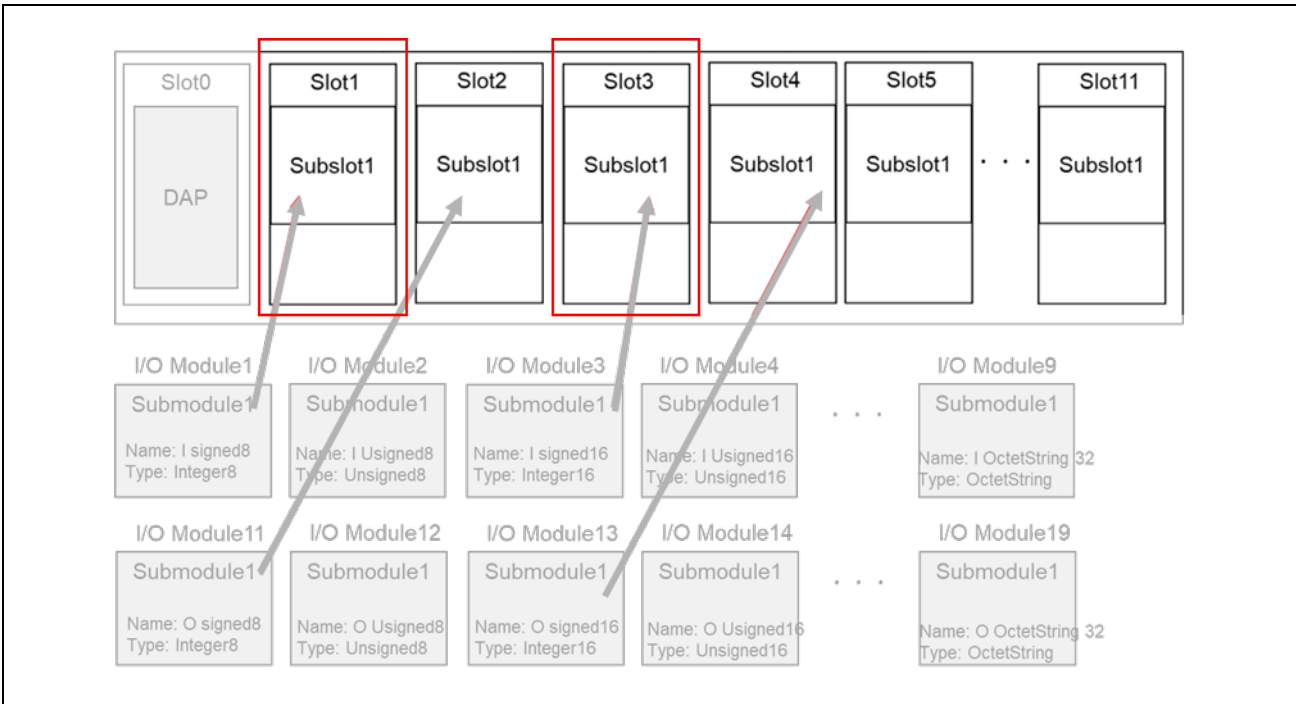 Slot0 Slot1 Slot2 Slot3 Slot4 Slot5 Slot11
DAP Subslot1 Subslot1 Subslot1 Subslot1 Subslot1 . . . Subslot1
I/O Module1 I/O Module2 I/O Module3 I/O Module4 I/O Module9
Submodule1 Submodule1 Submodule1 Submodule1 . . . Submodule1
Name: I signed8 Name: I Usigned8 Name: I signed16 Name: I Usigned16 Name: I OctetString 32
Type: Integer8 Type: Unsigned8 Type: Integer16 Type: Unsigned16 Type: OctetString
I/O Module11 I/O Module12 I/O Module13 I/O Module14 I/O Module19
Submodule1 Submodule1 Submodule1 Submodule1 . . . Submodule1
Name: O signed8 Name: O Usigned8 Name: O signed16 Name: O Usigned16 Name: O OctetString 32
Type: Integer8 Type: Unsigned8 Type: Integer16 Type: Unsigned16 Type: OctetString